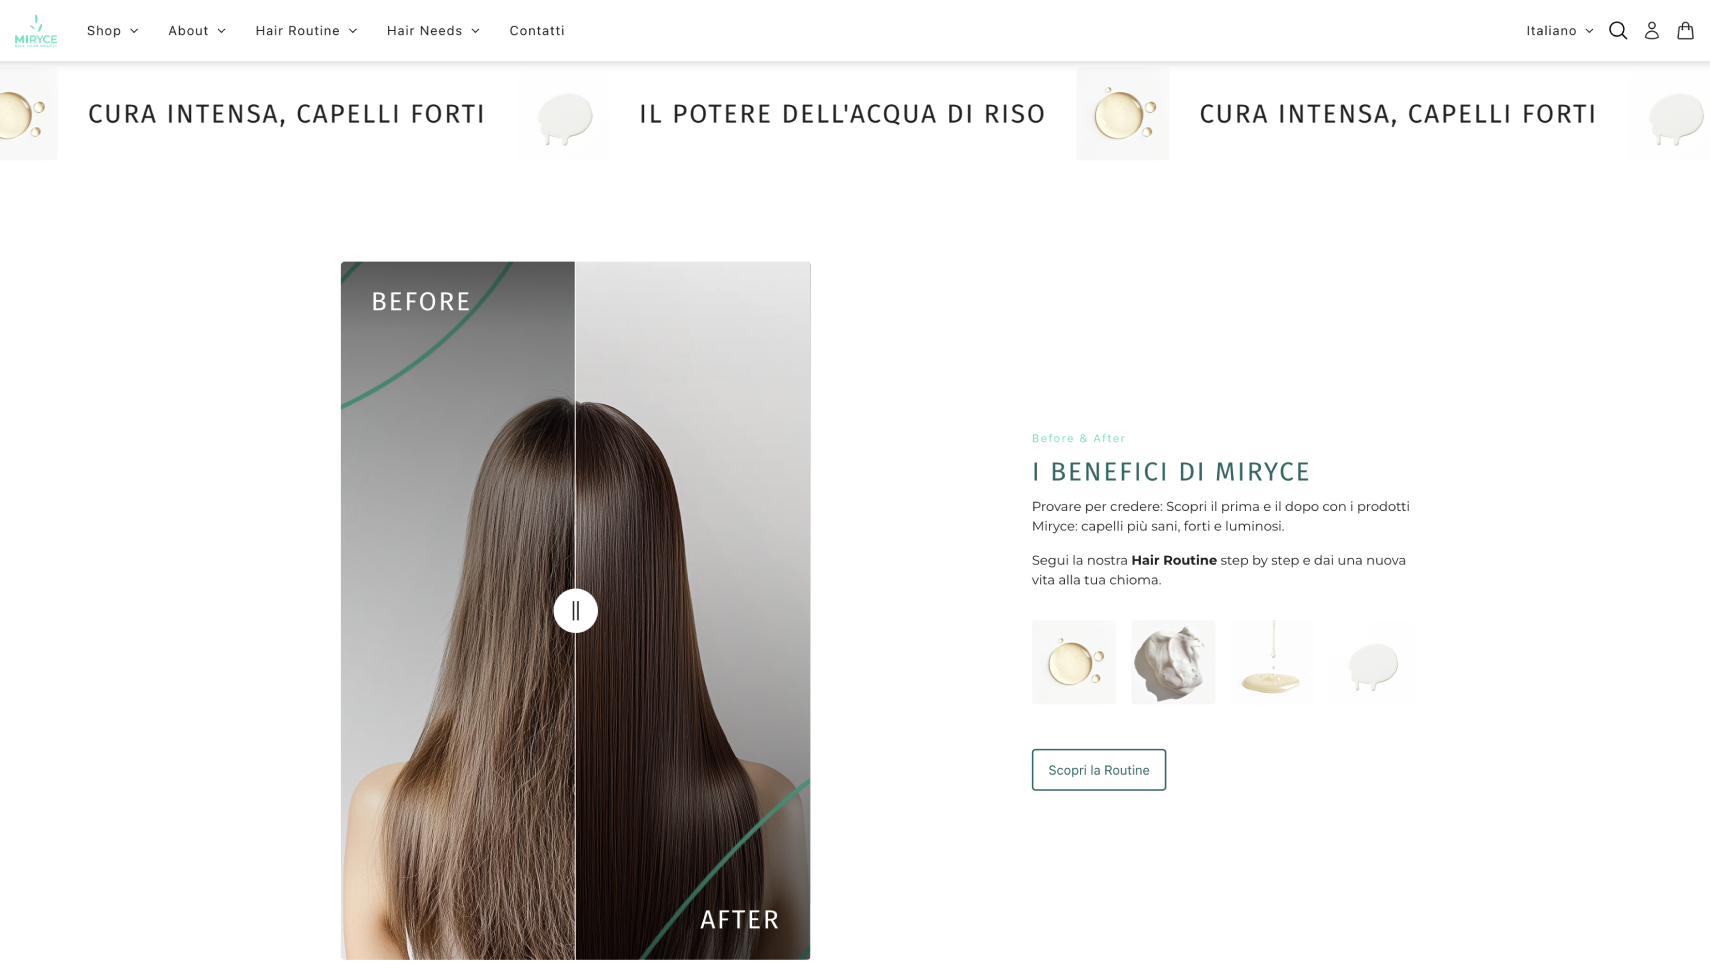 MIRYCE
Shop
About
Hair Routine
Hair Needs
Contatti
Italiano
CURA INTENSA, CAPELLI FORTI
IL POTERE DELL'ACQUA DI RISO
CURA INTENSA, CAPELLI FORTI
BEFORE
AFTER
Before & After
I BENEFICI DI MIRYCE
Provare per credere: Scopri il prima e il dopo con i prodotti
Miryce: capelli più sani, forti e luminosi.
Segui la nostra Hair Routine step by step e dai una nuova
vita alla tua chioma.
Scopri la Routine